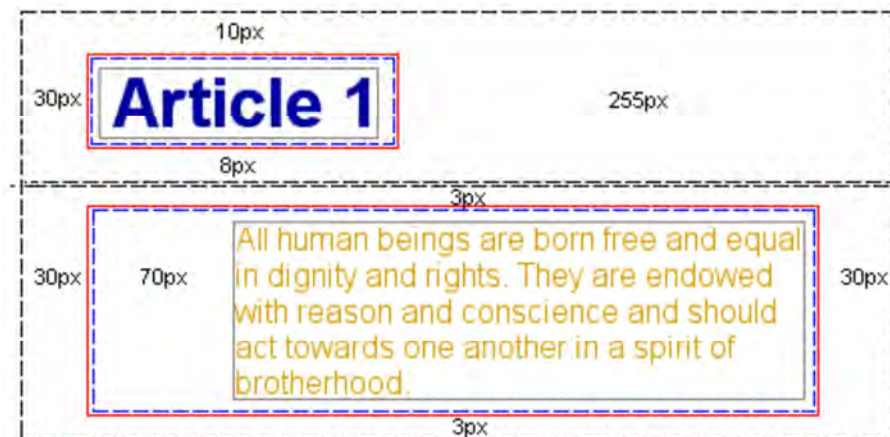 10px
30px
Article 1
255px
8px
3px
30px
70px
All human beings are born free and equal
in dignity and rights. They are endowed
with reason and conscience and should
act towards one another in a spirit of
brotherhood.
30px
3px